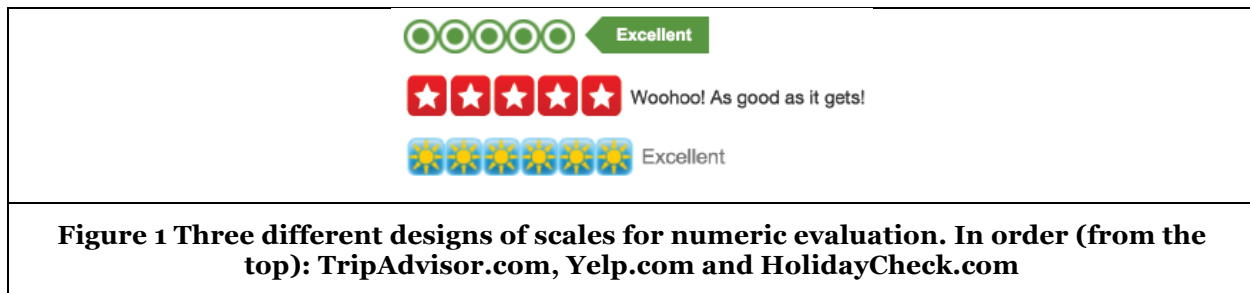 Excellent
Woohoo! As good as it gets!
Excellent
Figure 1 Three different designs of scales for numeric evaluation. In order (from the
top): TripAdvisor.com, Yelp.com and HolidayCheck.com